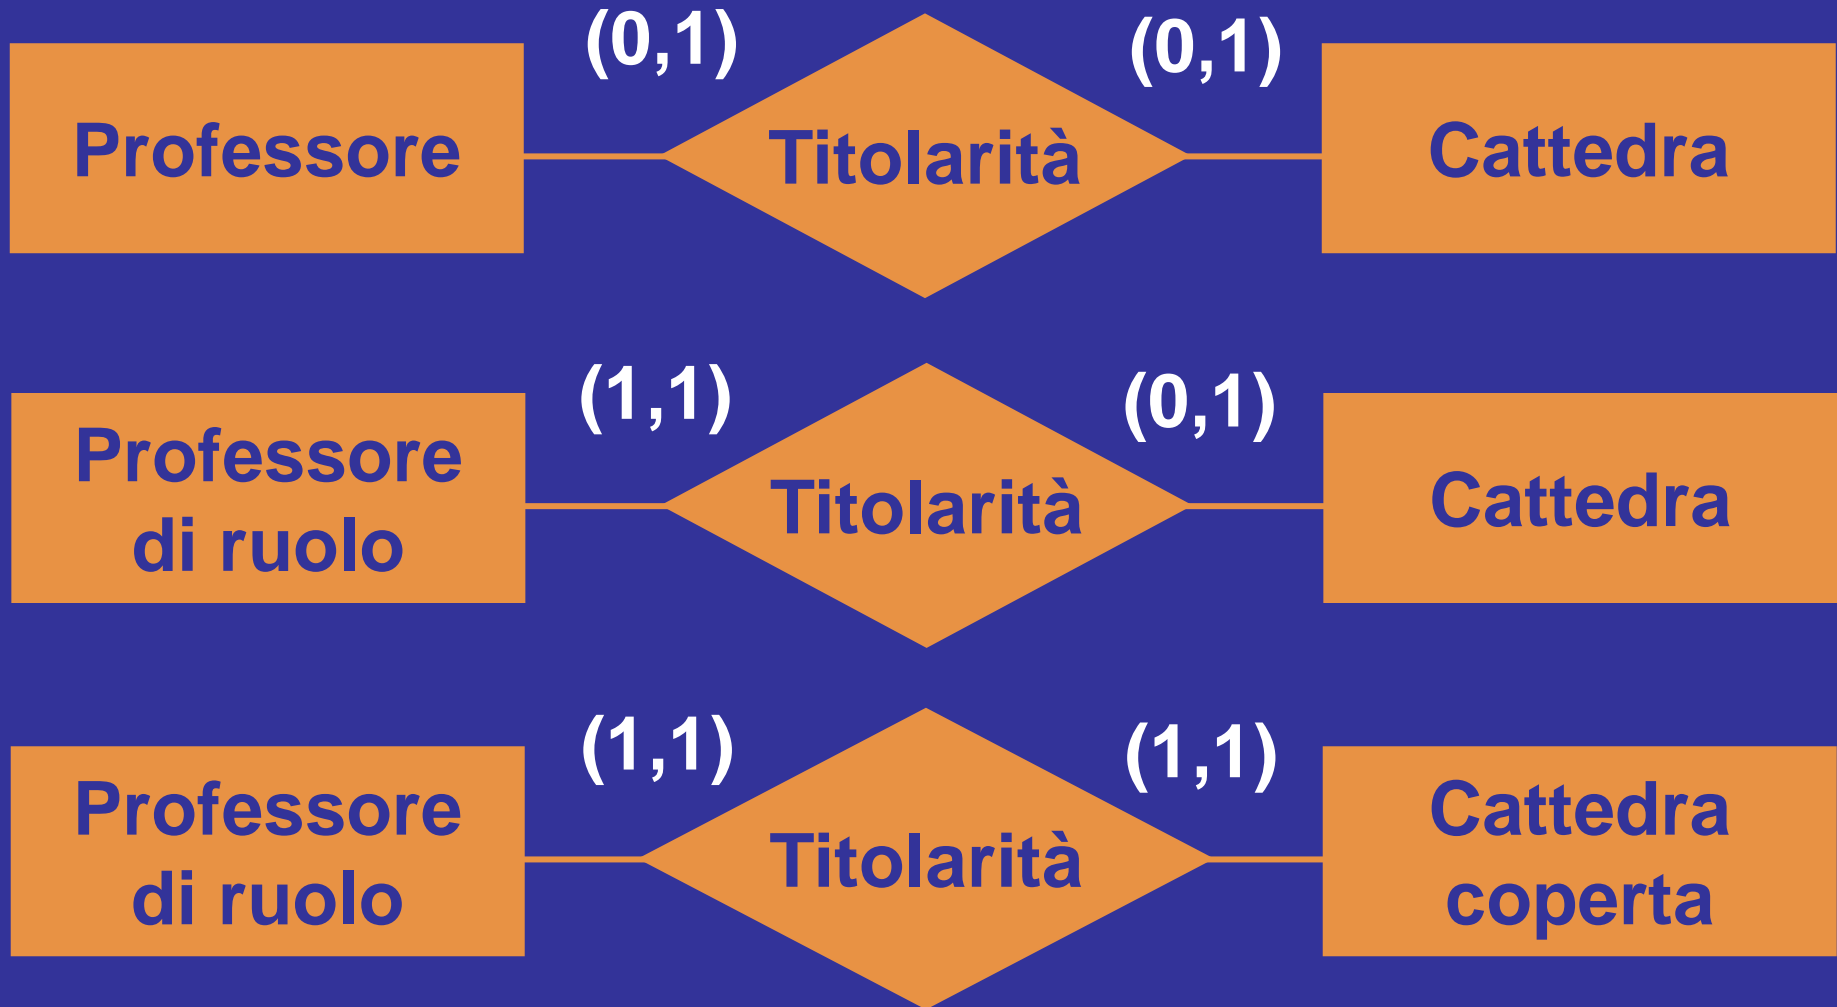 (0,1) (0,1)
Professore Titolarità Cattedra
(1,1) (0,1)
Professore
di ruolo
Titolarità
Cattedra
(1,1) (1,1)
Professore
di ruolo
Titolarità
Cattedra
coperta